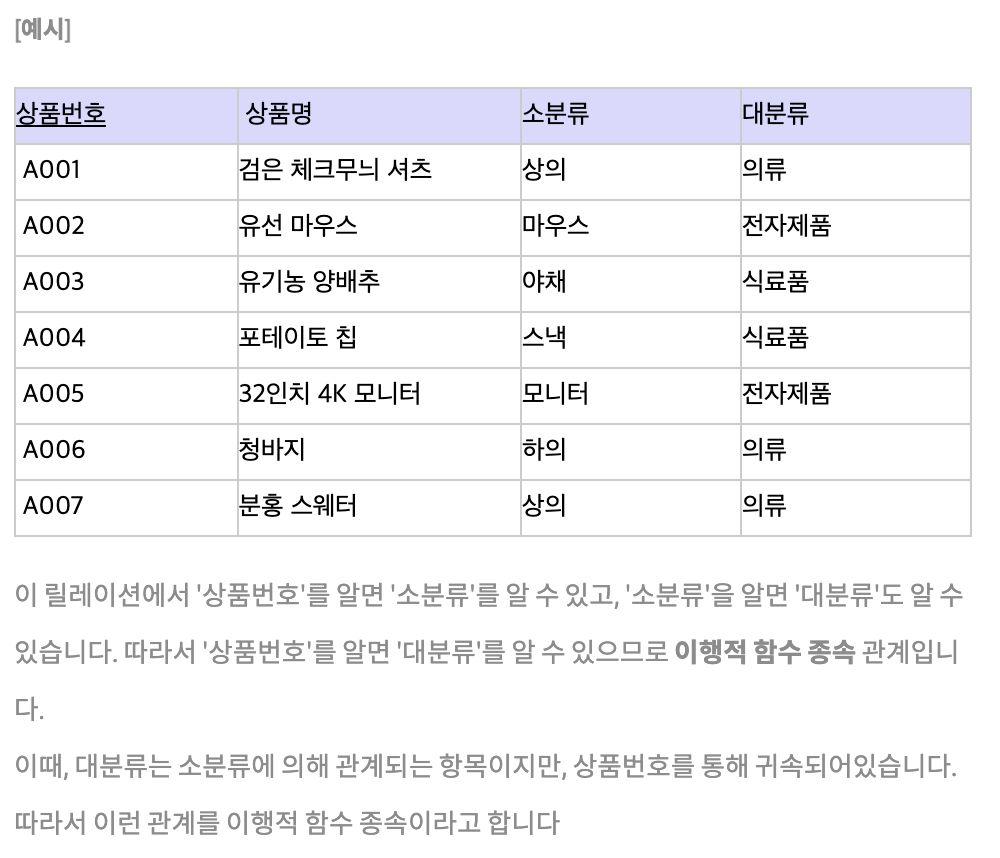 [예시]
상품번호 상품명 소분류 대분류
A001 검은 체크무늬 셔츠 상의 의류
A002 유선 마우스 마우스 전자제품
A003 유기농 양배추 야채 식료품
A004 포테이토 칩 스낵 식료품
A005 32인치 4K 모니터 모니터 전자제품
A006 청바지 하의 의류
A007 분홍 스웨터 상의 의류
이 릴레이션에서 '상품번호'를 알면 '소분류'를 알 수 있고, '소분류'을 알면 '대분류'도 알 수
있습니다. 따라서 '상품번호'를 알면 '대분류'를 알 수 있으므로 이행적 함수 종속 관계입니
다.
이때, 대분류는 소분류에 의해 관계되는 항목이지만, 상품번호를 통해 귀속되어있습니다.
따라서 이런 관계를 이행적 함수 종속이라고 합니다